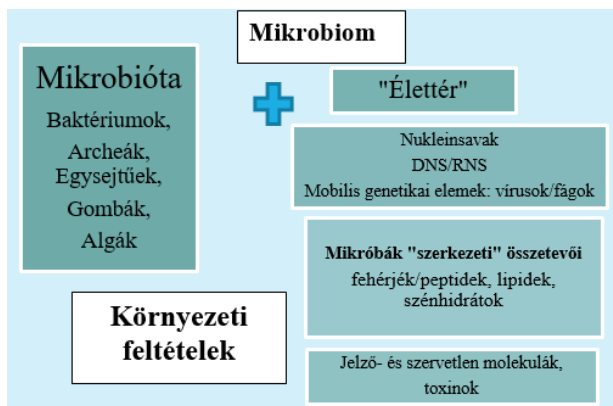 Mikrobiom
Mikrobióta
Baktériumok,
Archeák,
Egysejtűek,
Gombák,
Algák
"Élettér"
Nukleinsavak
DNS/RNS
Mobilis genetikai elemek: vírusok/fágok
Mikróbák "szerkezeti" összetevői
fehérjék/peptidek, lipidek,
szénhidrátok
Környezeti
feltételek
Jelző- és szervetlen molekulák,
toxinok